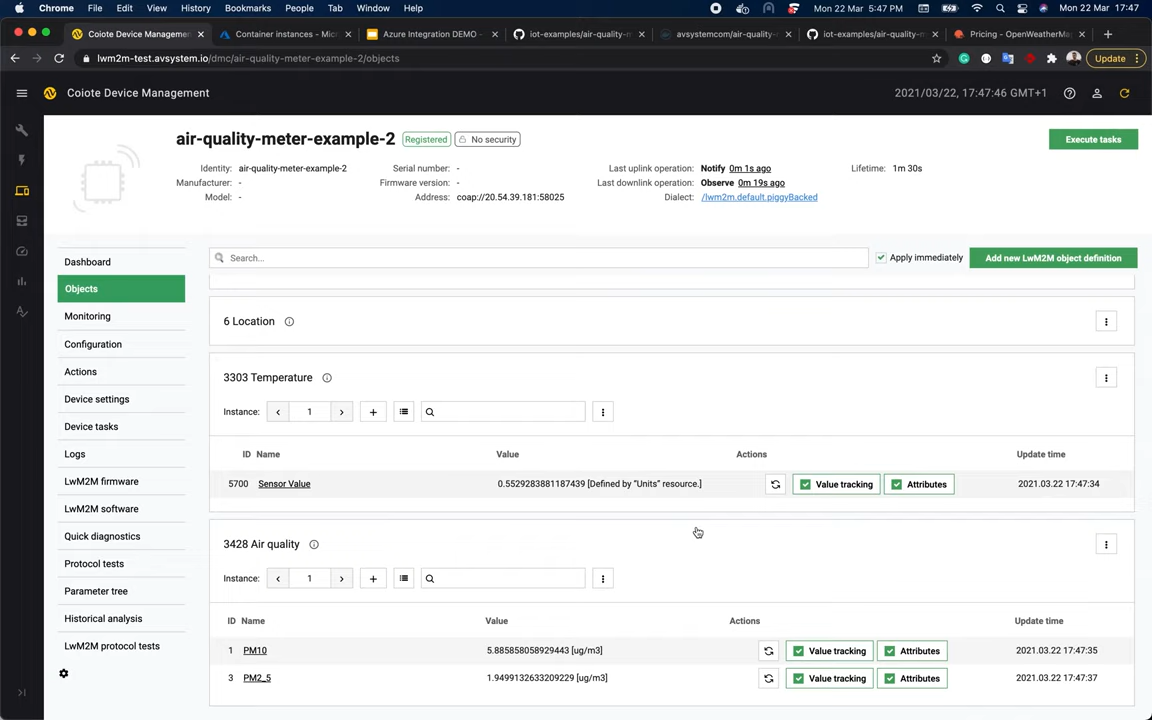 Chrome File Edit View History Bookmarks People Tab Window Help Mon 22 Mar 5:47 PM Mon 22 Mar 17:47
Coiote Device Management Container instances - Mic Azure Integration DEMO - iot-examples/air-quality-m avsystemcom/air-quality- iot-examples/air-quality-m Pricing - OpenWeatherMa
lwm2m-test.avsystem.io/dmc/air-quality-meter-example-2/objects Update
Coiote Device Management 2021/03/22, 17:47:46 GMT+1
air-quality-meter-example-2 Registered No security Execute tasks
Identity: air-quality-meter-example-2 Serial number: - Last uplink operation: Notify 0m 1s ago Lifetime: 1m 30s
Manufacturer: - Firmware version: - Last downlink operation: Observe 0m 19s ago
Model: - Address: coap://20.54.39.181:58025 Dialect: /lwm2m.default.piggyBacked
Search... Apply immediately Add new LwM2M object definition
Dashboard
Objects
Monitoring
Configuration
Actions
Device settings
Device tasks
Logs
LwM2M firmware
LwM2M software
Quick diagnostics
Protocol tests
Parameter tree
Historical analysis
LwM2M protocol tests
6 Location
3303 Temperature
Instance: 1
ID Name Value Actions Update time
5700 Sensor Value 0.5529283881187439 [Defined by "Units" resource.] Value tracking Attributes 2021.03.22 17:47:34
3428 Air quality
Instance: 1
ID Name Value Actions Update time
1 PM10 5.885858058929443 [ug/m3] Value tracking Attributes 2021.03.22 17:47:35
3 PM2_5 1.9499132633209229 [ug/m3] Value tracking Attributes 2021.03.22 17:47:37